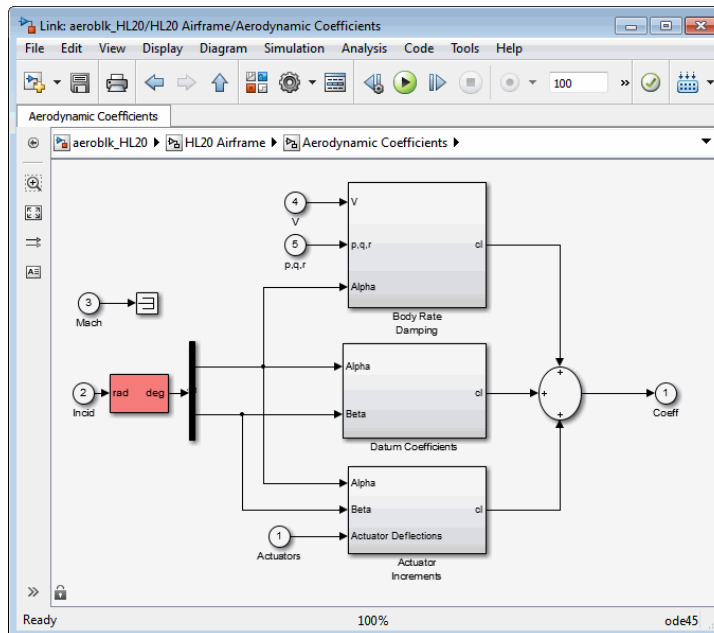 Link: aeroblk_HL20/HL20 Airframe/Aerodynamic Coefficients
File Edit View Display Diagram Simulation Analysis Code Tools Help
100 »
Aerodynamic Coefficients
aeroblk_HL20 HL20 Airframe Aerodynamic Coefficients
4
V
V
5
p,q,r
p,q,r
cl
Alpha
Body Rate
Damping
3
Mach
2
Incid
rad deg
Alpha
Beta
cl
Datum Coefficients
+
+
+
1
Coeff
Alpha
Beta
cl
1
Actuators
Actuator Deflections
Actuator
Increments
»
Ready 100% ode45